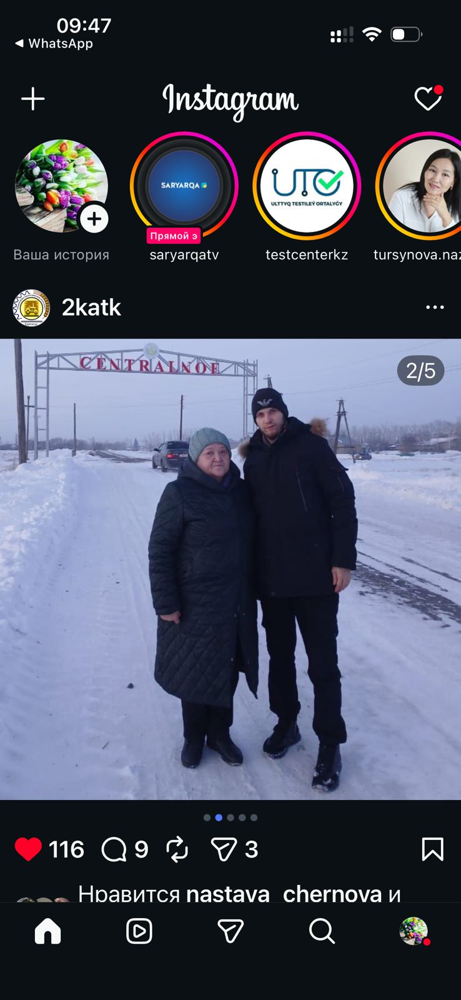 09:47
WhatsApp
Instagram
SARYARQA
UTO
ULTTYQ TESTILEÝ ORTALYǴY
Прямой э
Ваша история
saryarqatv
testcenterkz
tursynova.naz
2katk
CENTRALNOE
2/5
116
9
3
Нравится nastava_chernova и